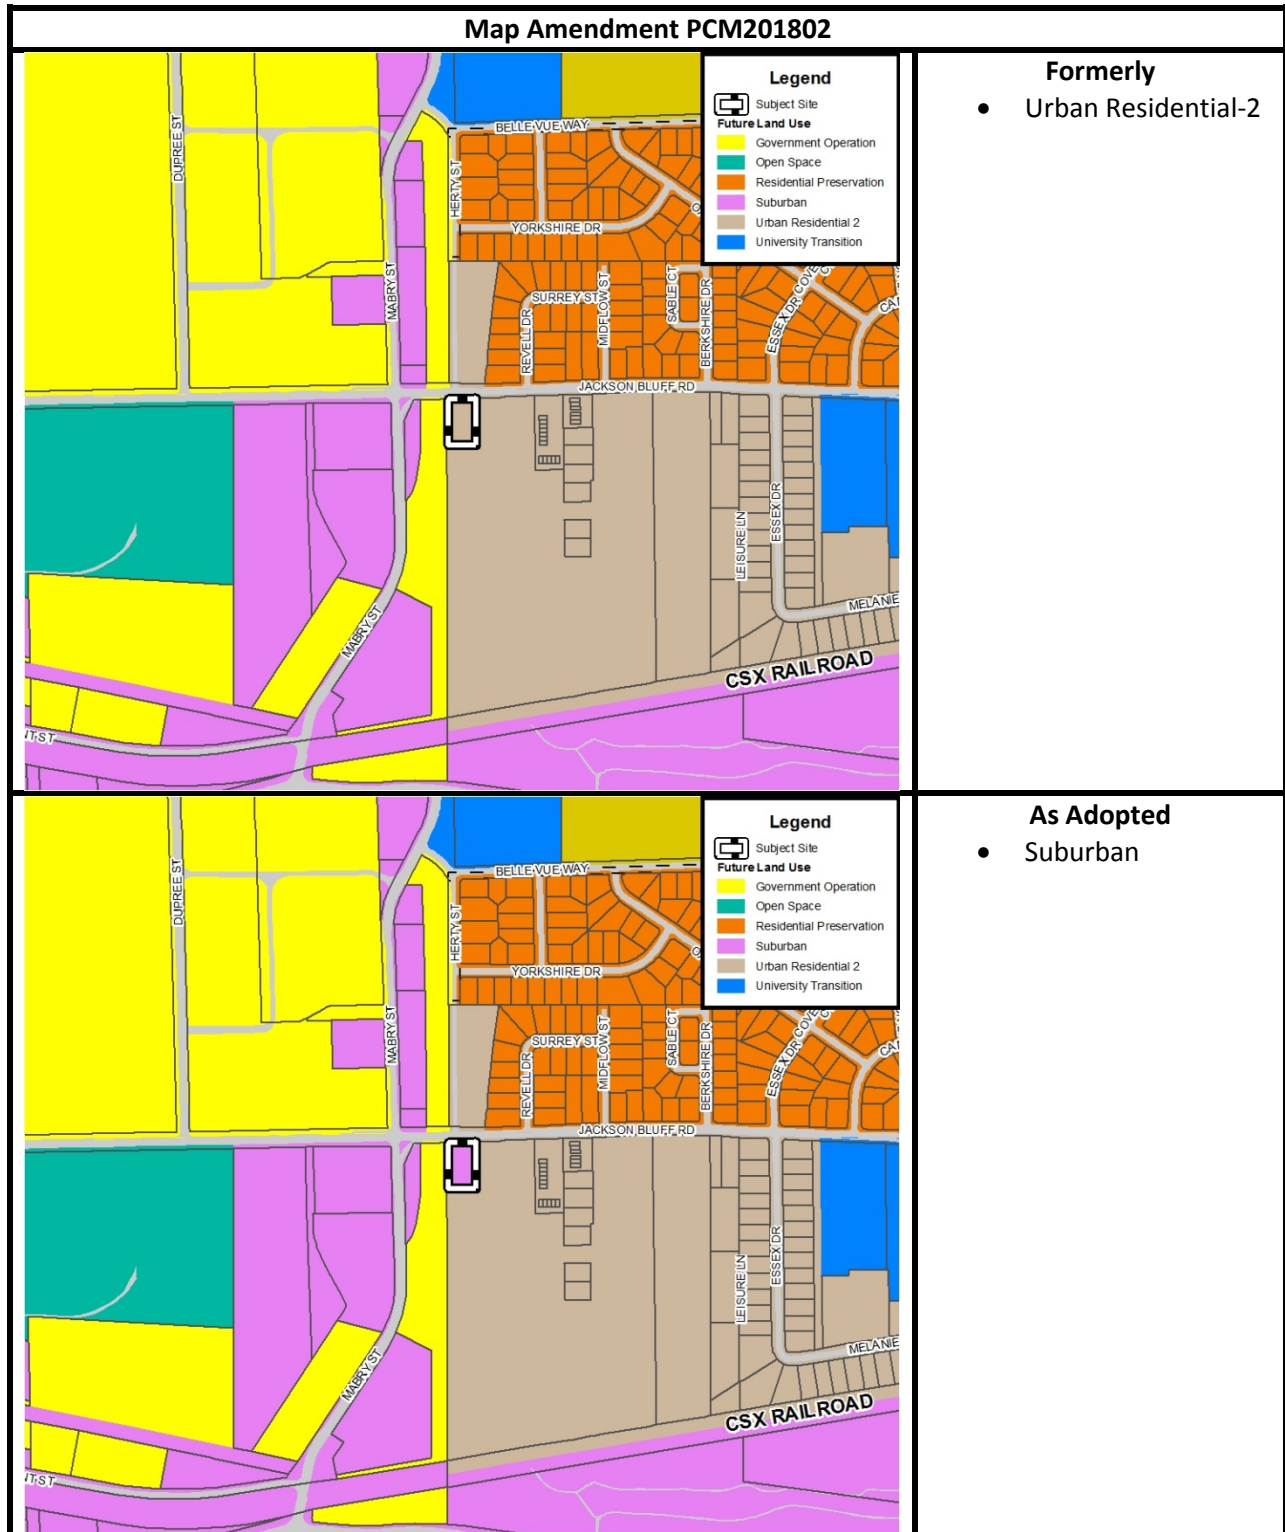 Map Amendment PCM201802
Formerly
• Urban Residential-2
Legend
Subject Site
Future Land Use
Government Operation
Open Space
Residential Preservation
Suburban
Urban Residential 2
University Transition
DUPREE ST
BELLE VUE WAY
HERTY ST
YORKSHIRE DR
MABRY ST
SURREY ST
REVELL DR
MIDFLOW ST
SABLE CT
BERKSHIRE DR
ESSEX DR
COVE
JACKSON BLUFF RD
LEISURE LN
ESSEX DR
MELANIE
MABRY ST
CSX RAILROAD
NT ST
As Adopted
• Suburban
Legend
Subject Site
Future Land Use
Government Operation
Open Space
Residential Preservation
Suburban
Urban Residential 2
University Transition
DUPREE ST
BELLE VUE WAY
HERTY ST
YORKSHIRE DR
MABRY ST
SURREY ST
REVELL DR
MIDFLOW ST
SABLE CT
BERKSHIRE DR
ESSEX DR
COVE
JACKSON BLUFF RD
LEISURE LN
ESSEX DR
MELANIE
MABRY ST
CSX RAILROAD
NT ST